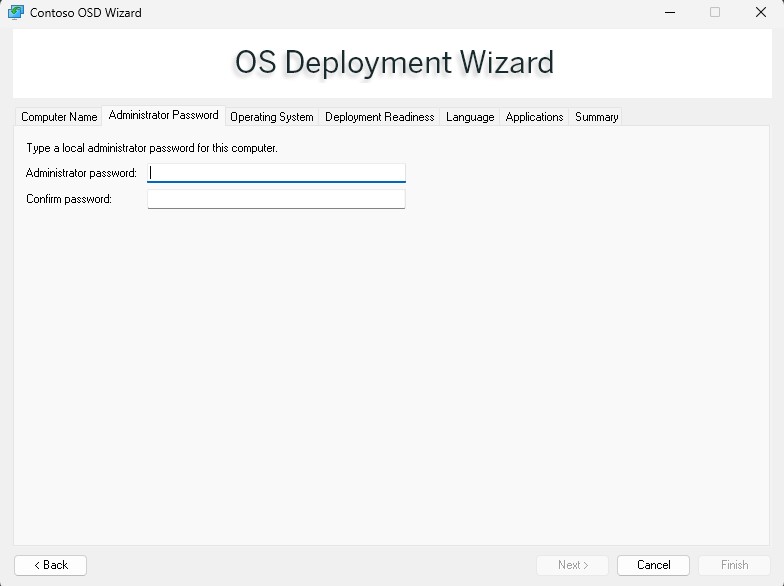 Contoso OSD Wizard
OS Deployment Wizard
Computer Name Administrator Password Operating System Deployment Readiness Language Applications Summary
Type a local administrator password for this computer.
Administrator password:
Confirm password:
< Back Next > Cancel Finish